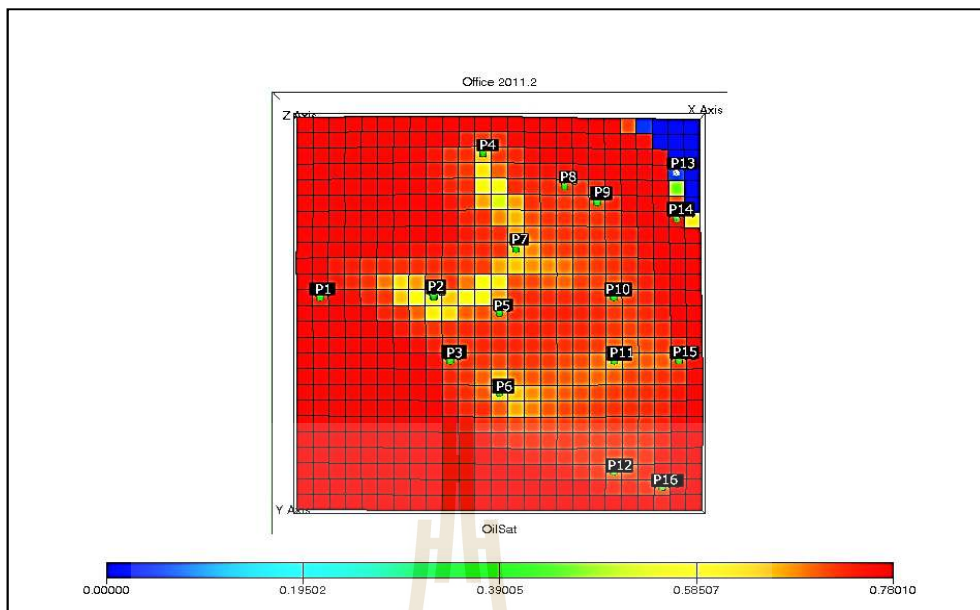 Office 2011.2
Z Axis
X Axis
P4
P13
P8
P9
P14
P7
P1
P2
P10
P5
P3
P11
P15
P6
P12
P16
Y Axis
OilSat
0.00000 0.19502 0.39005 0.58507 0.78010